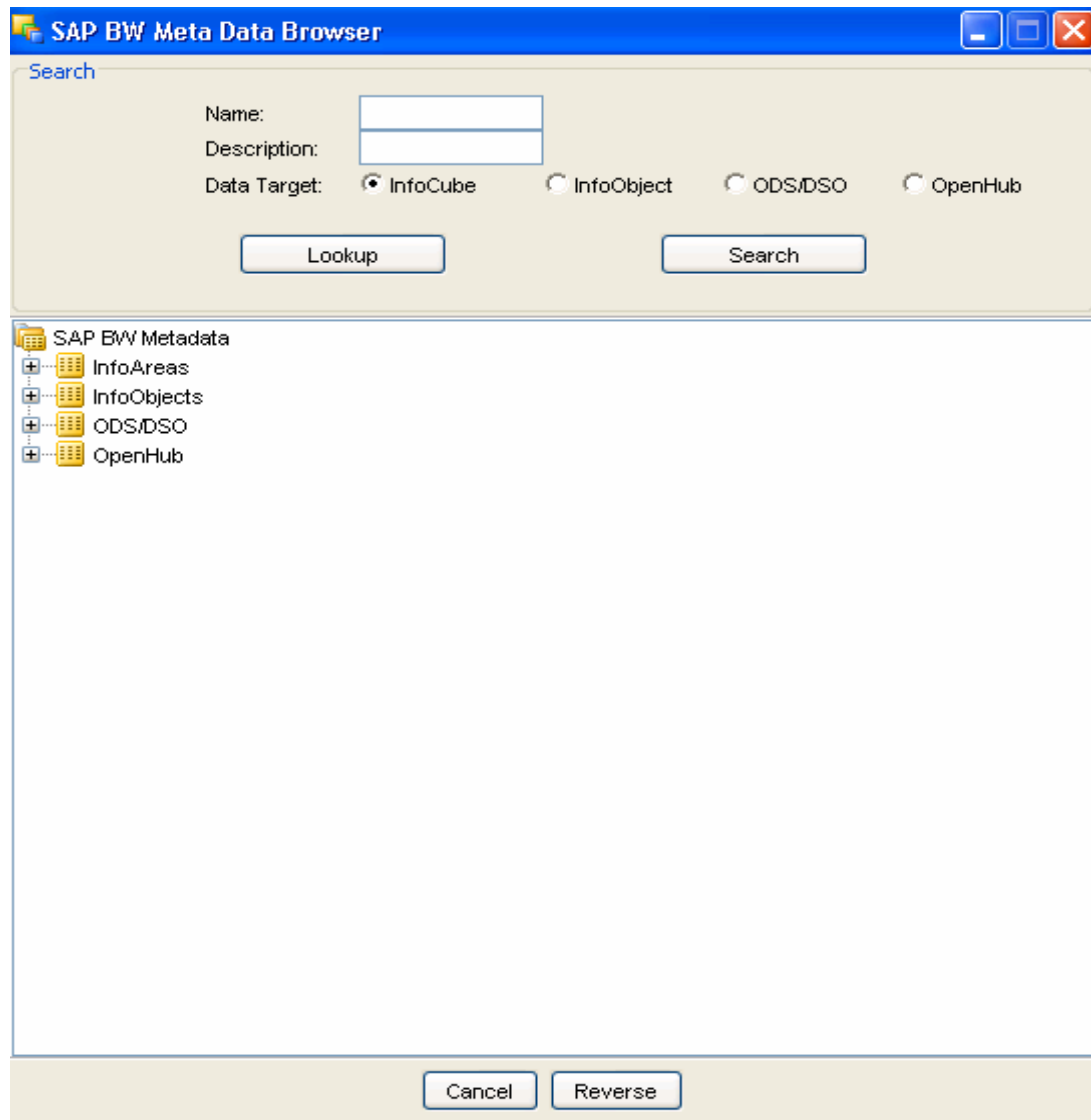 SAP BW Meta Data Browser
Search
Name:
Description:
Data Target: InfoCube InfoObject ODS/DSO OpenHub
Lookup Search
SAP BW Metadata
InfoAreas
InfoObjects
ODS/DSO
OpenHub
Cancel Reverse